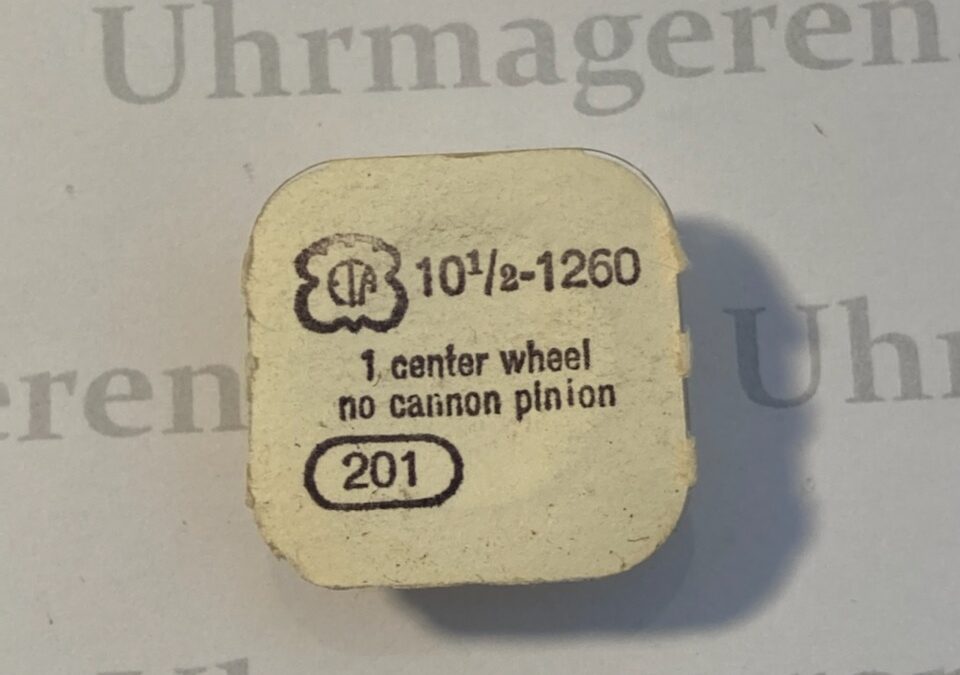 Uhrmageren.
ETA 10½-1260
1 center wheel
no cannon pinion
201
eren
Uhr